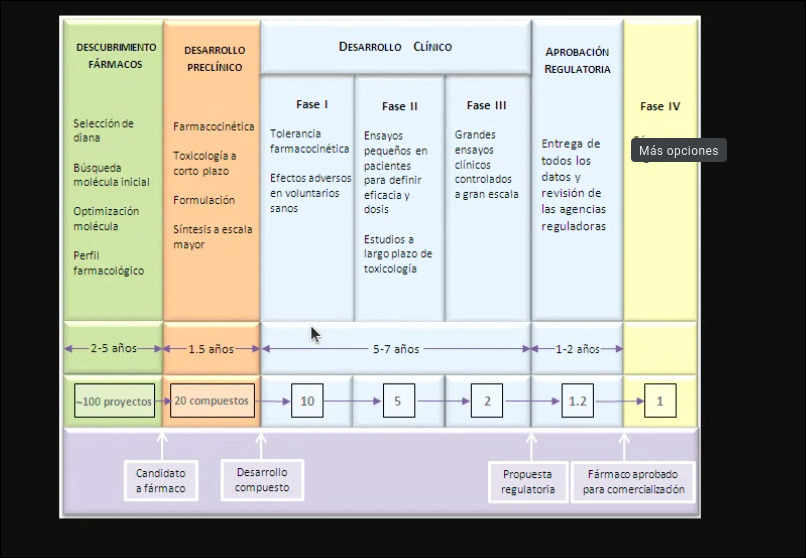 DESCUBRIMIENTO
FÁRMACOS
Selección de
diana
Búsqueda
molécula inicial
Optimización
molécula
Perfil
farmacológico
DESARROLLO
PRECLÍNICO
Farmacocinética
Toxicología a
corto plazo
Formulación
Síntesis a escala
mayor
DESARROLLO CLÍNICO
Fase I
Tolerancia
farmacocinética
Efectos adversos
en voluntarios
sanos
Fase II
Ensayos
pequeños en
pacientes
para definir
eficacia y
dosis
Estudios a
largo plazo de
toxicología
Fase III
Grandes
ensayos
clínicos
controlados
a gran escala
APROBACIÓN
REGULATORIA
Entrega de
todos los
datos y
revisión de
las agencias
reguladoras
Fase IV
Más opciones
2-5 años
1.5 años
5-7 años
1-2 años
~100 proyectos
20 compuestos
10
5
2
1.2
1
Candidato
a fármaco
Desarrollo
compuesto
Propuesta
regulatoria
Fármaco aprobado
para comercialización